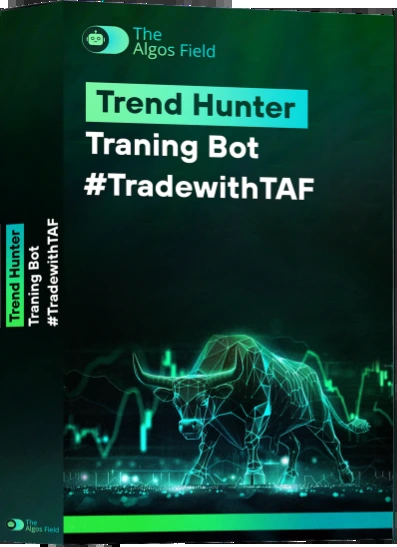 The
Algos Field
Trend Hunter
Traning Bot
#TradewithTAF
Trend Hunter
Traning Bot
#TradewithTAF
The
Algos Field